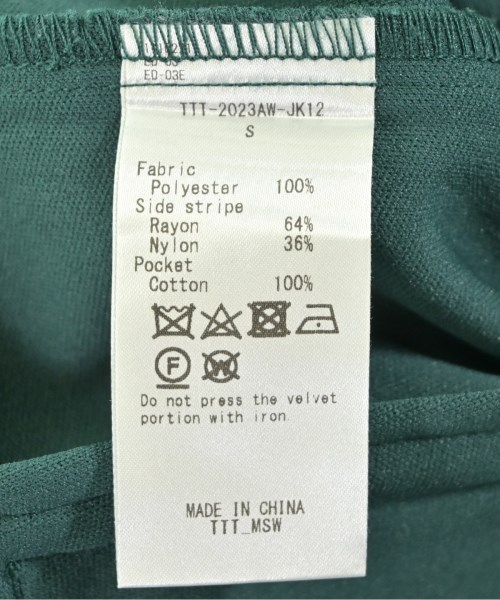 ED-03E
TTT-2023AW-JK12
S
Fabric
Polyester 100%
Side stripe
Rayon 64%
Nylon 36%
Pocket
Cotton 100%
F
W
Do not press the velvet
portion with iron.
MADE IN CHINA
TTT_MSW